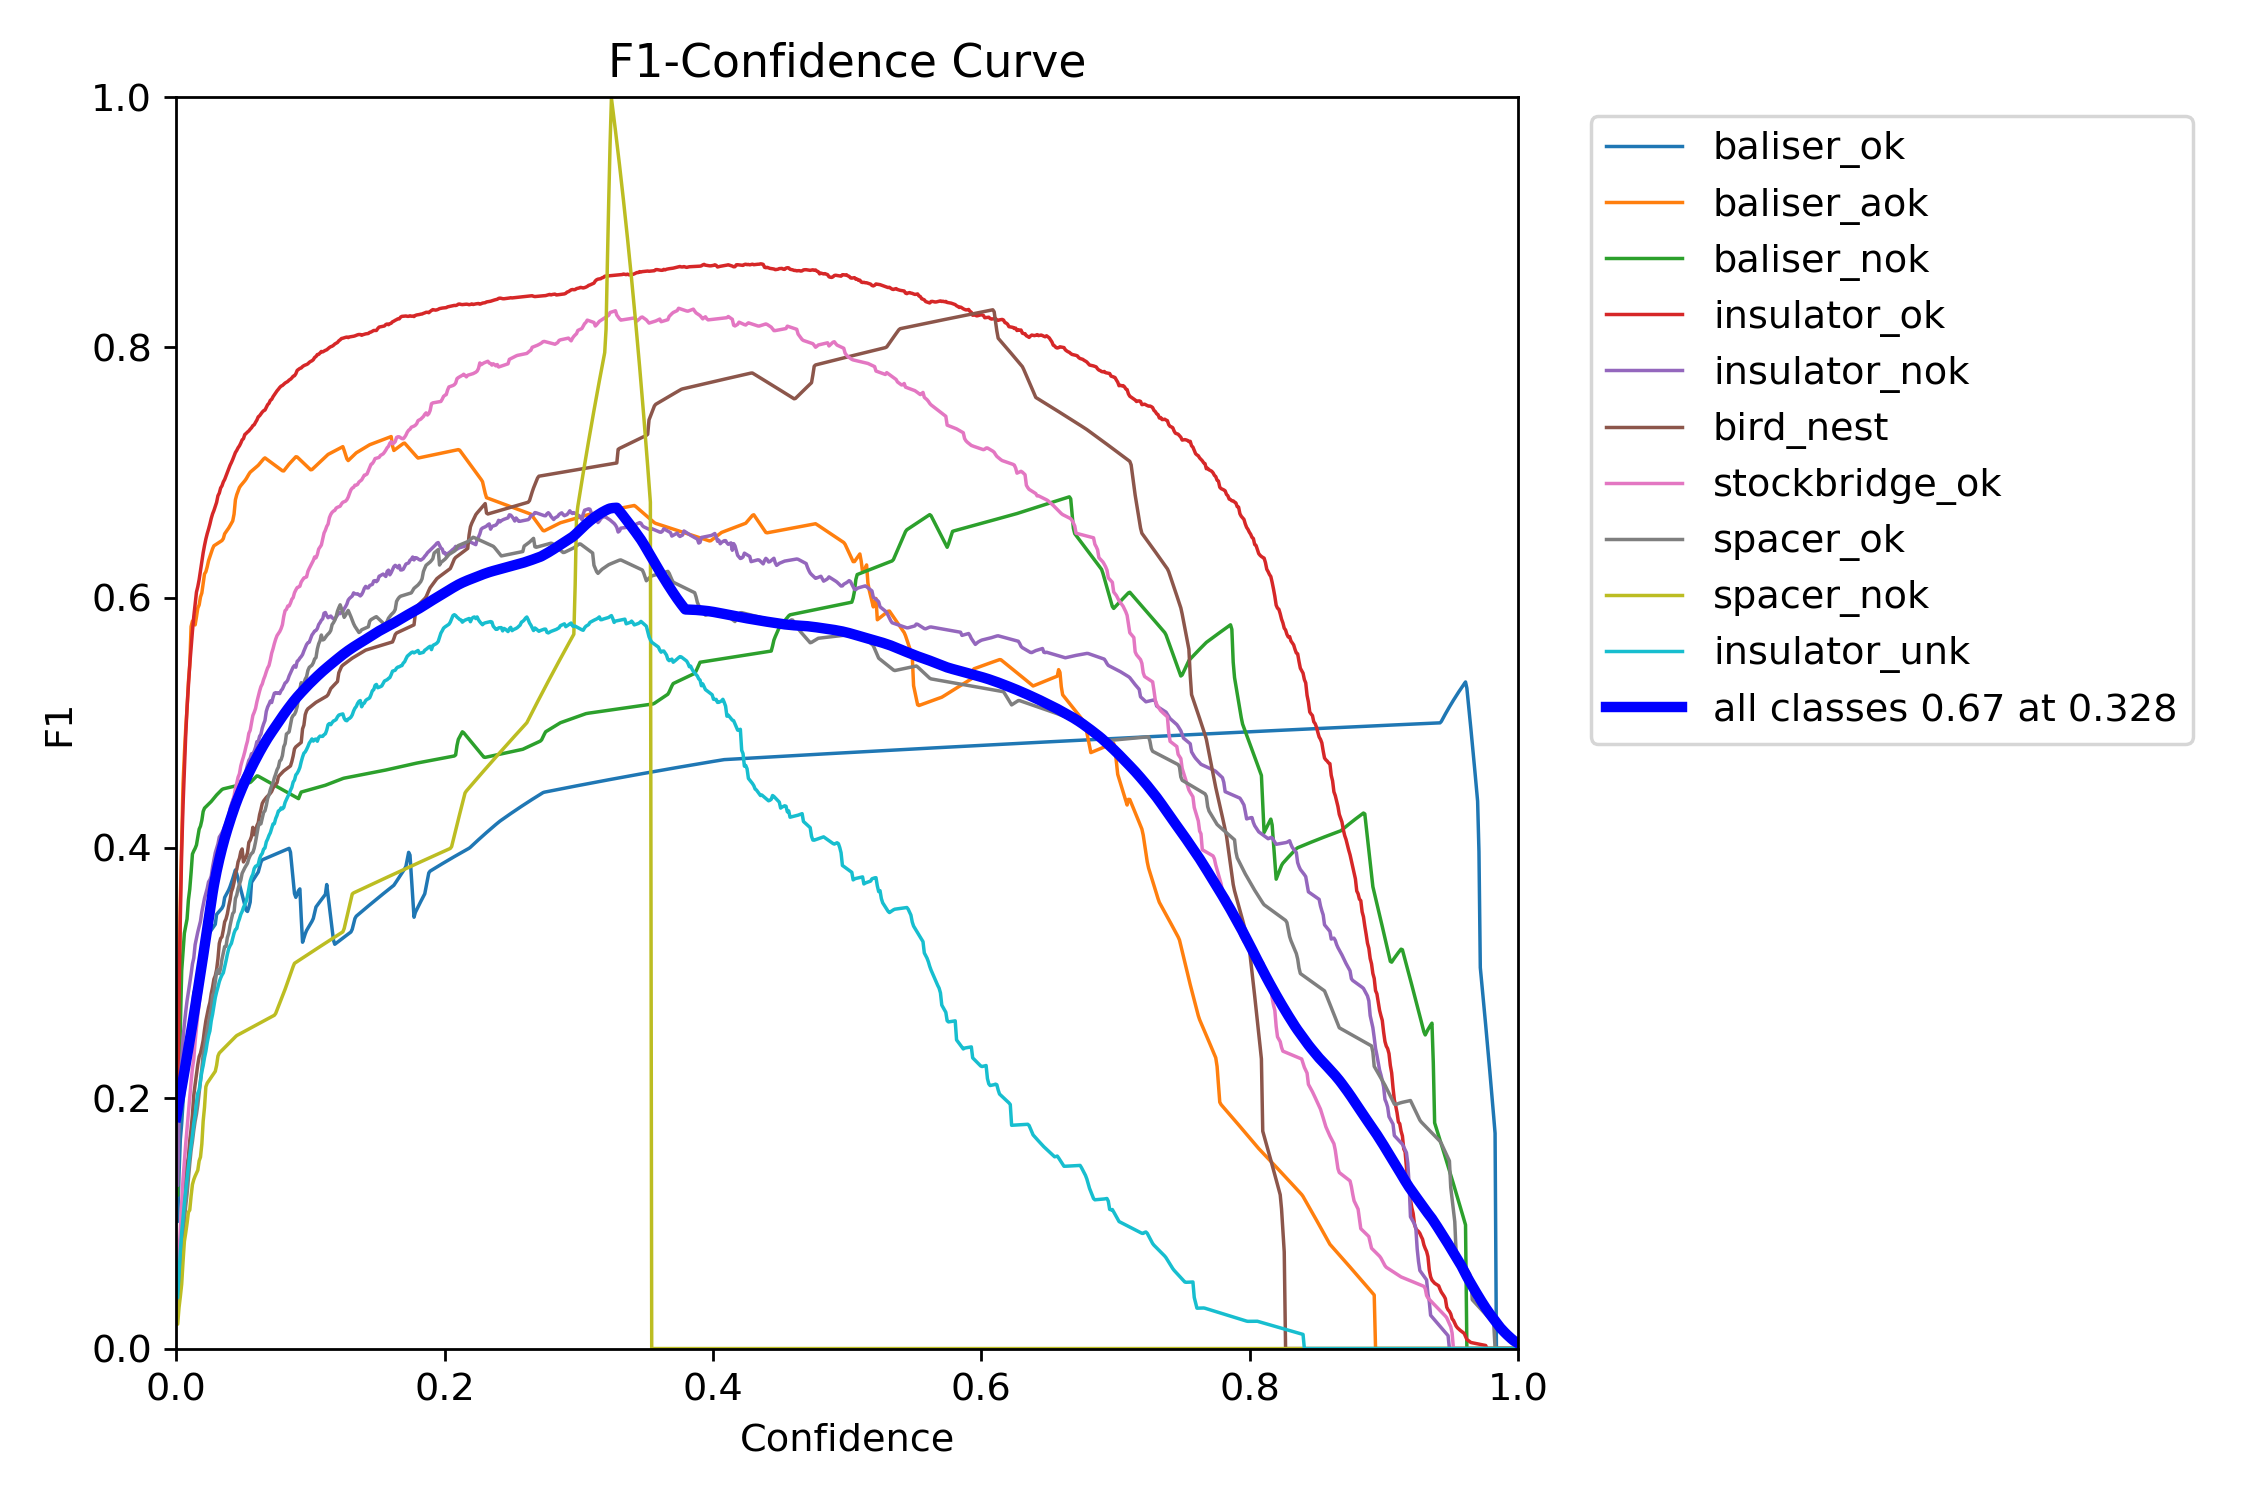 F1-Confidence Curve
1.0
0.8
0.6
0.4
0.2
0.0
F1
0.0 0.2 0.4 0.6 0.8 1.0
Confidence
baliser_ok
baliser_aok
baliser_nok
insulator_ok
insulator_nok
bird_nest
stockbridge_ok
spacer_ok
spacer_nok
insulator_unk
all classes 0.67 at 0.328